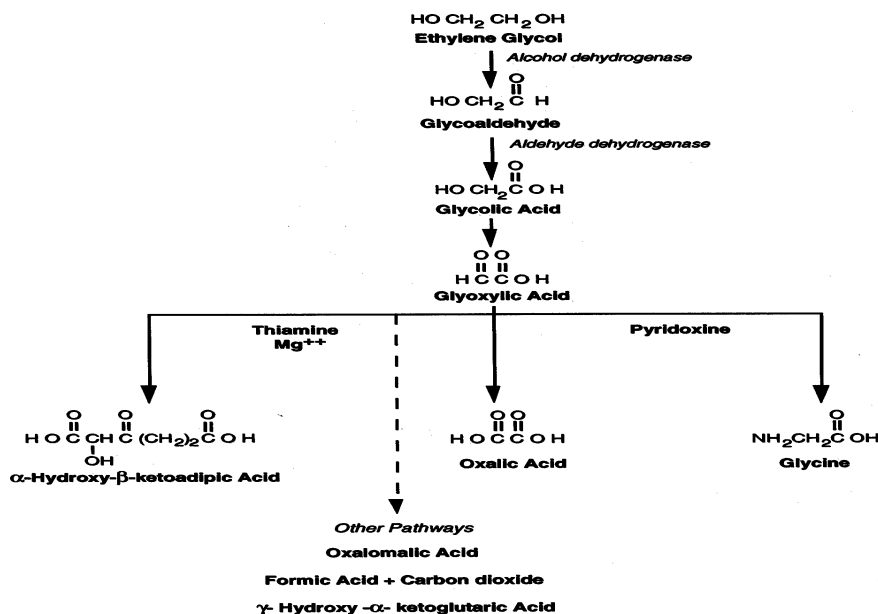 HO CH₂ CH₂ OH
Ethylene Glycol
Alcohol dehydrogenase
O
HO CH₂ C H
Glycoaldehyde
Aldehyde dehydrogenase
O
HO CH₂C O H
Glycolic Acid
O O
H C C O H
Glyoxylic Acid
Thiamine
Mg++
Pyridoxine
O O O
H O C CH C (CH₂)₂C O H
OH
α-Hydroxy-β-ketoadipic Acid
O O
H O C C O H
Oxalic Acid
O
NH₂CH₂C OH
Glycine
Other Pathways
Oxalomalic Acid
Formic Acid + Carbon dioxide
γ- Hydroxy -α- ketoglutaric Acid